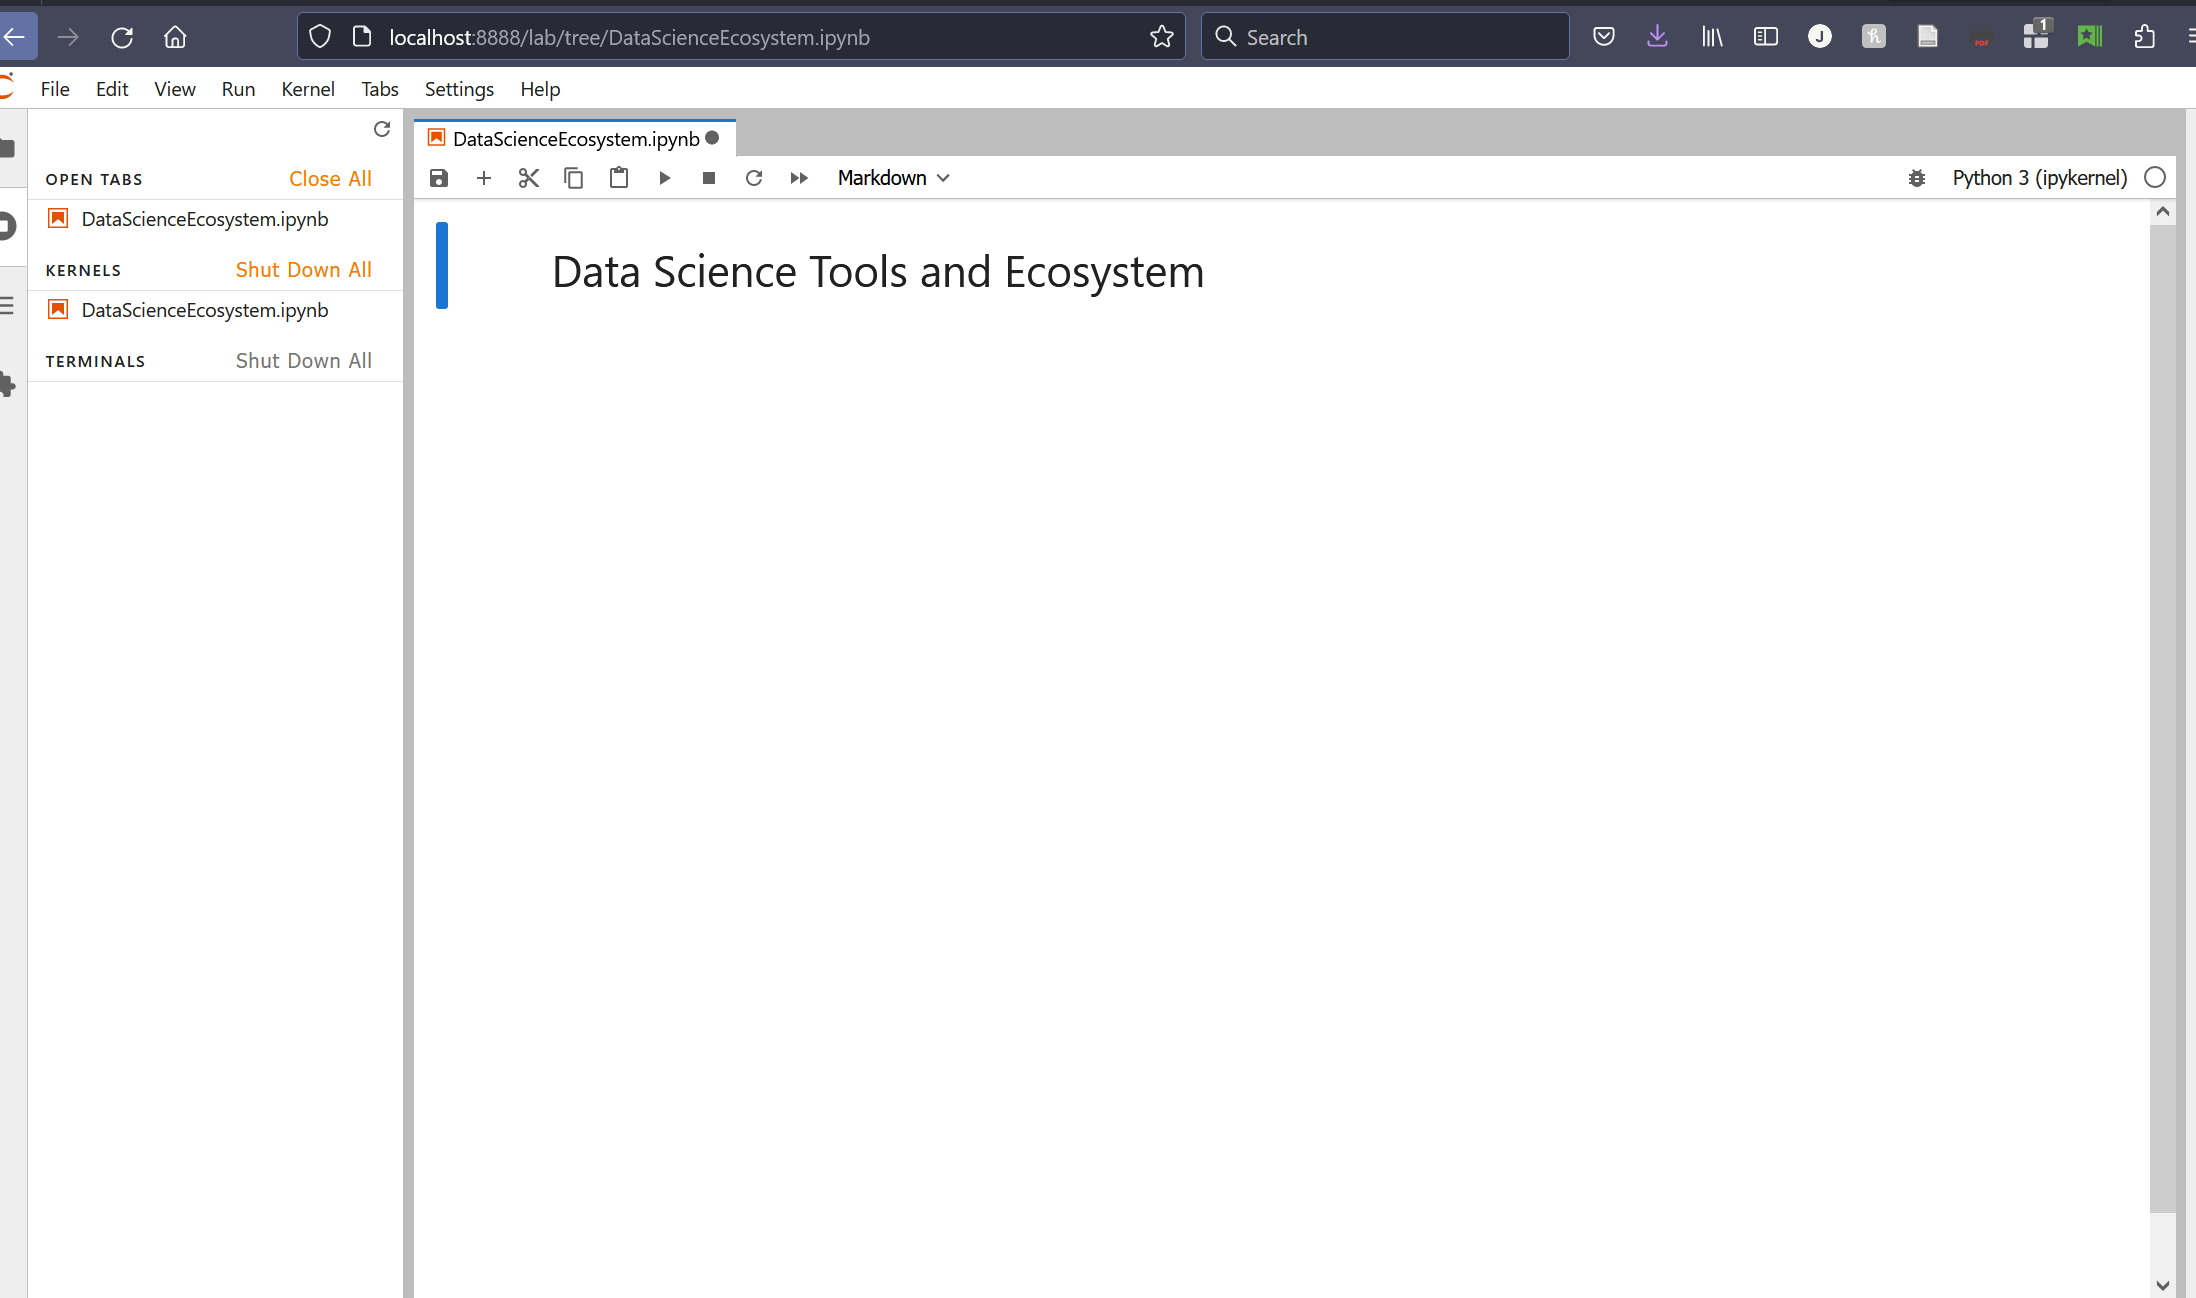 localhost:8888/lab/tree/DataScienceEcosystem.ipynb
Search
J
h
PDF
1
File Edit View Run Kernel Tabs Settings Help
OPEN TABS Close All
DataScienceEcosystem.ipynb
KERNELS Shut Down All
DataScienceEcosystem.ipynb
TERMINALS Shut Down All
DataScienceEcosystem.ipynb
Markdown
Python 3 (ipykernel)
Data Science Tools and Ecosystem